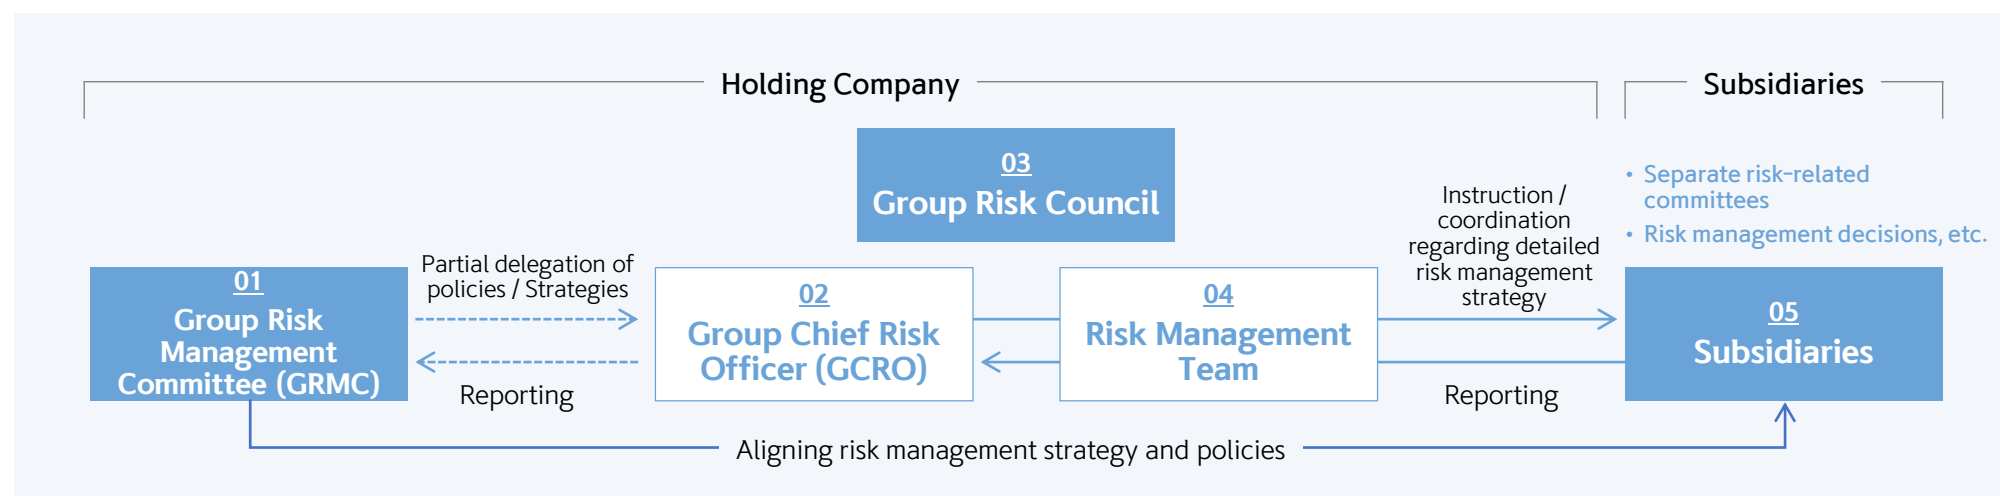 Holding Company
Subsidiaries
03
Group Risk Council
• Separate risk-related
committees
• Risk management decisions, etc.
Instruction /
coordination
regarding detailed
risk management
strategy
Partial delegation of
policies / Strategies
01
Group Risk
Management
Committee (GRMC)
02
Group Chief Risk
Officer (GCRO)
04
Risk Management
Team
05
Subsidiaries
Reporting
Reporting
Aligning risk management strategy and policies